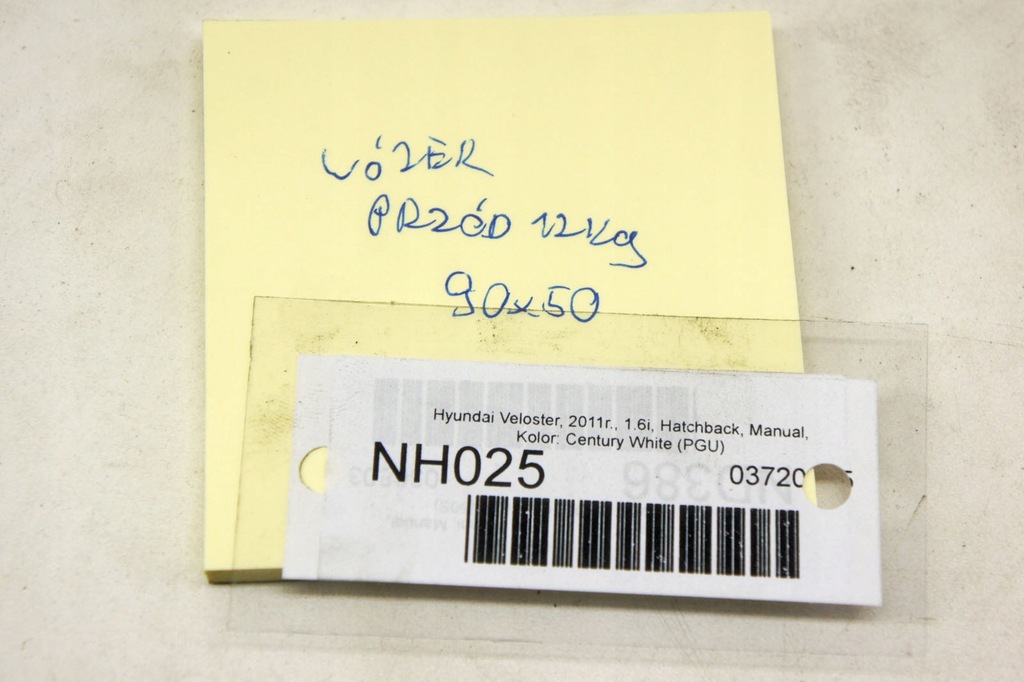 WÓZEK
PRZÓD 12kg
90x50
Hyundai Veloster, 2011r., 1.6i, Hatchback, Manual,
Kolor: Century White (PGU)
NH025